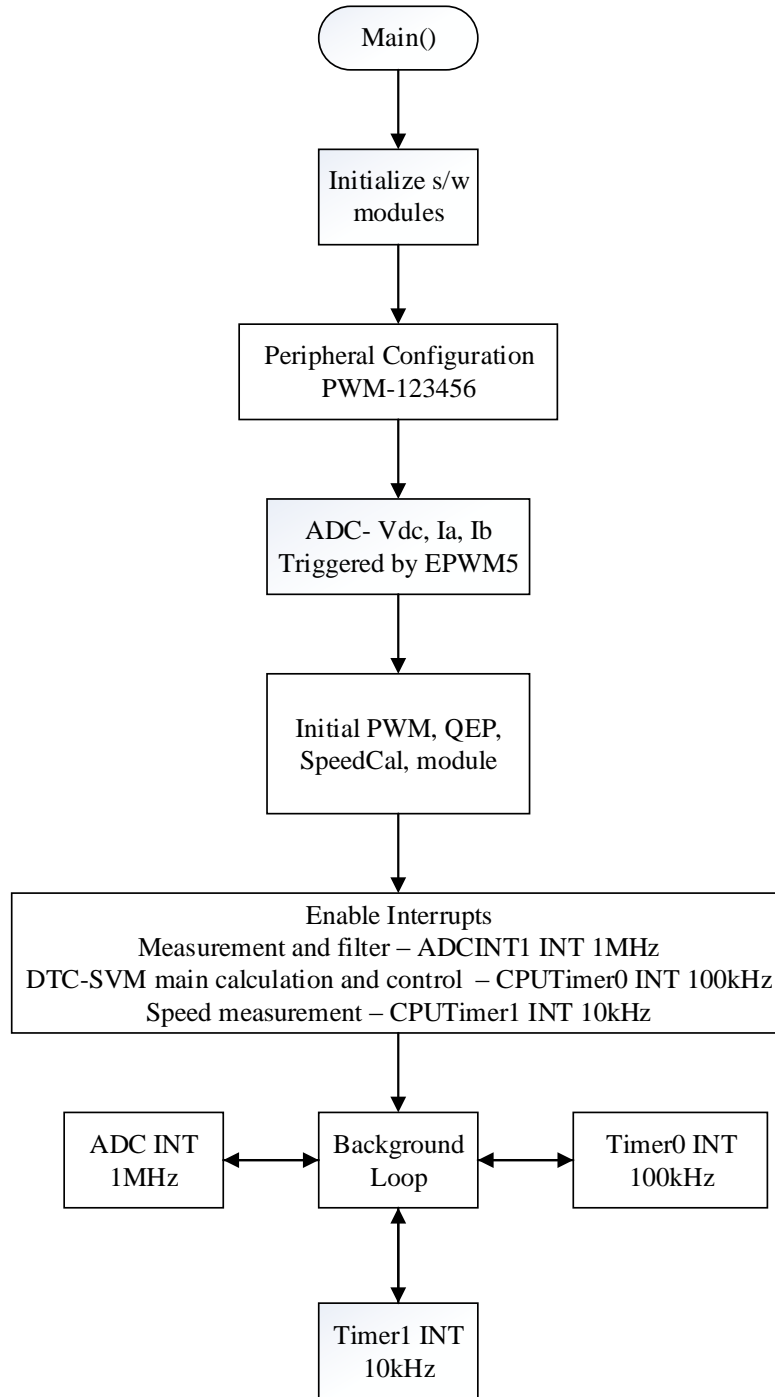 Main()
Initialize s/w
modules
Peripheral Configuration
PWM-123456
ADC- Vdc, Ia, Ib
Triggered by EPWM5
Initial PWM, QEP,
SpeedCal, module
Enable Interrupts
Measurement and filter – ADCINT1 INT 1MHz
DTC-SVM main calculation and control – CPUTimer0 INT 100kHz
Speed measurement – CPUTimer1 INT 10kHz
ADC INT
1MHz
Background
Loop
Timer0 INT
100kHz
Timer1 INT
10kHz